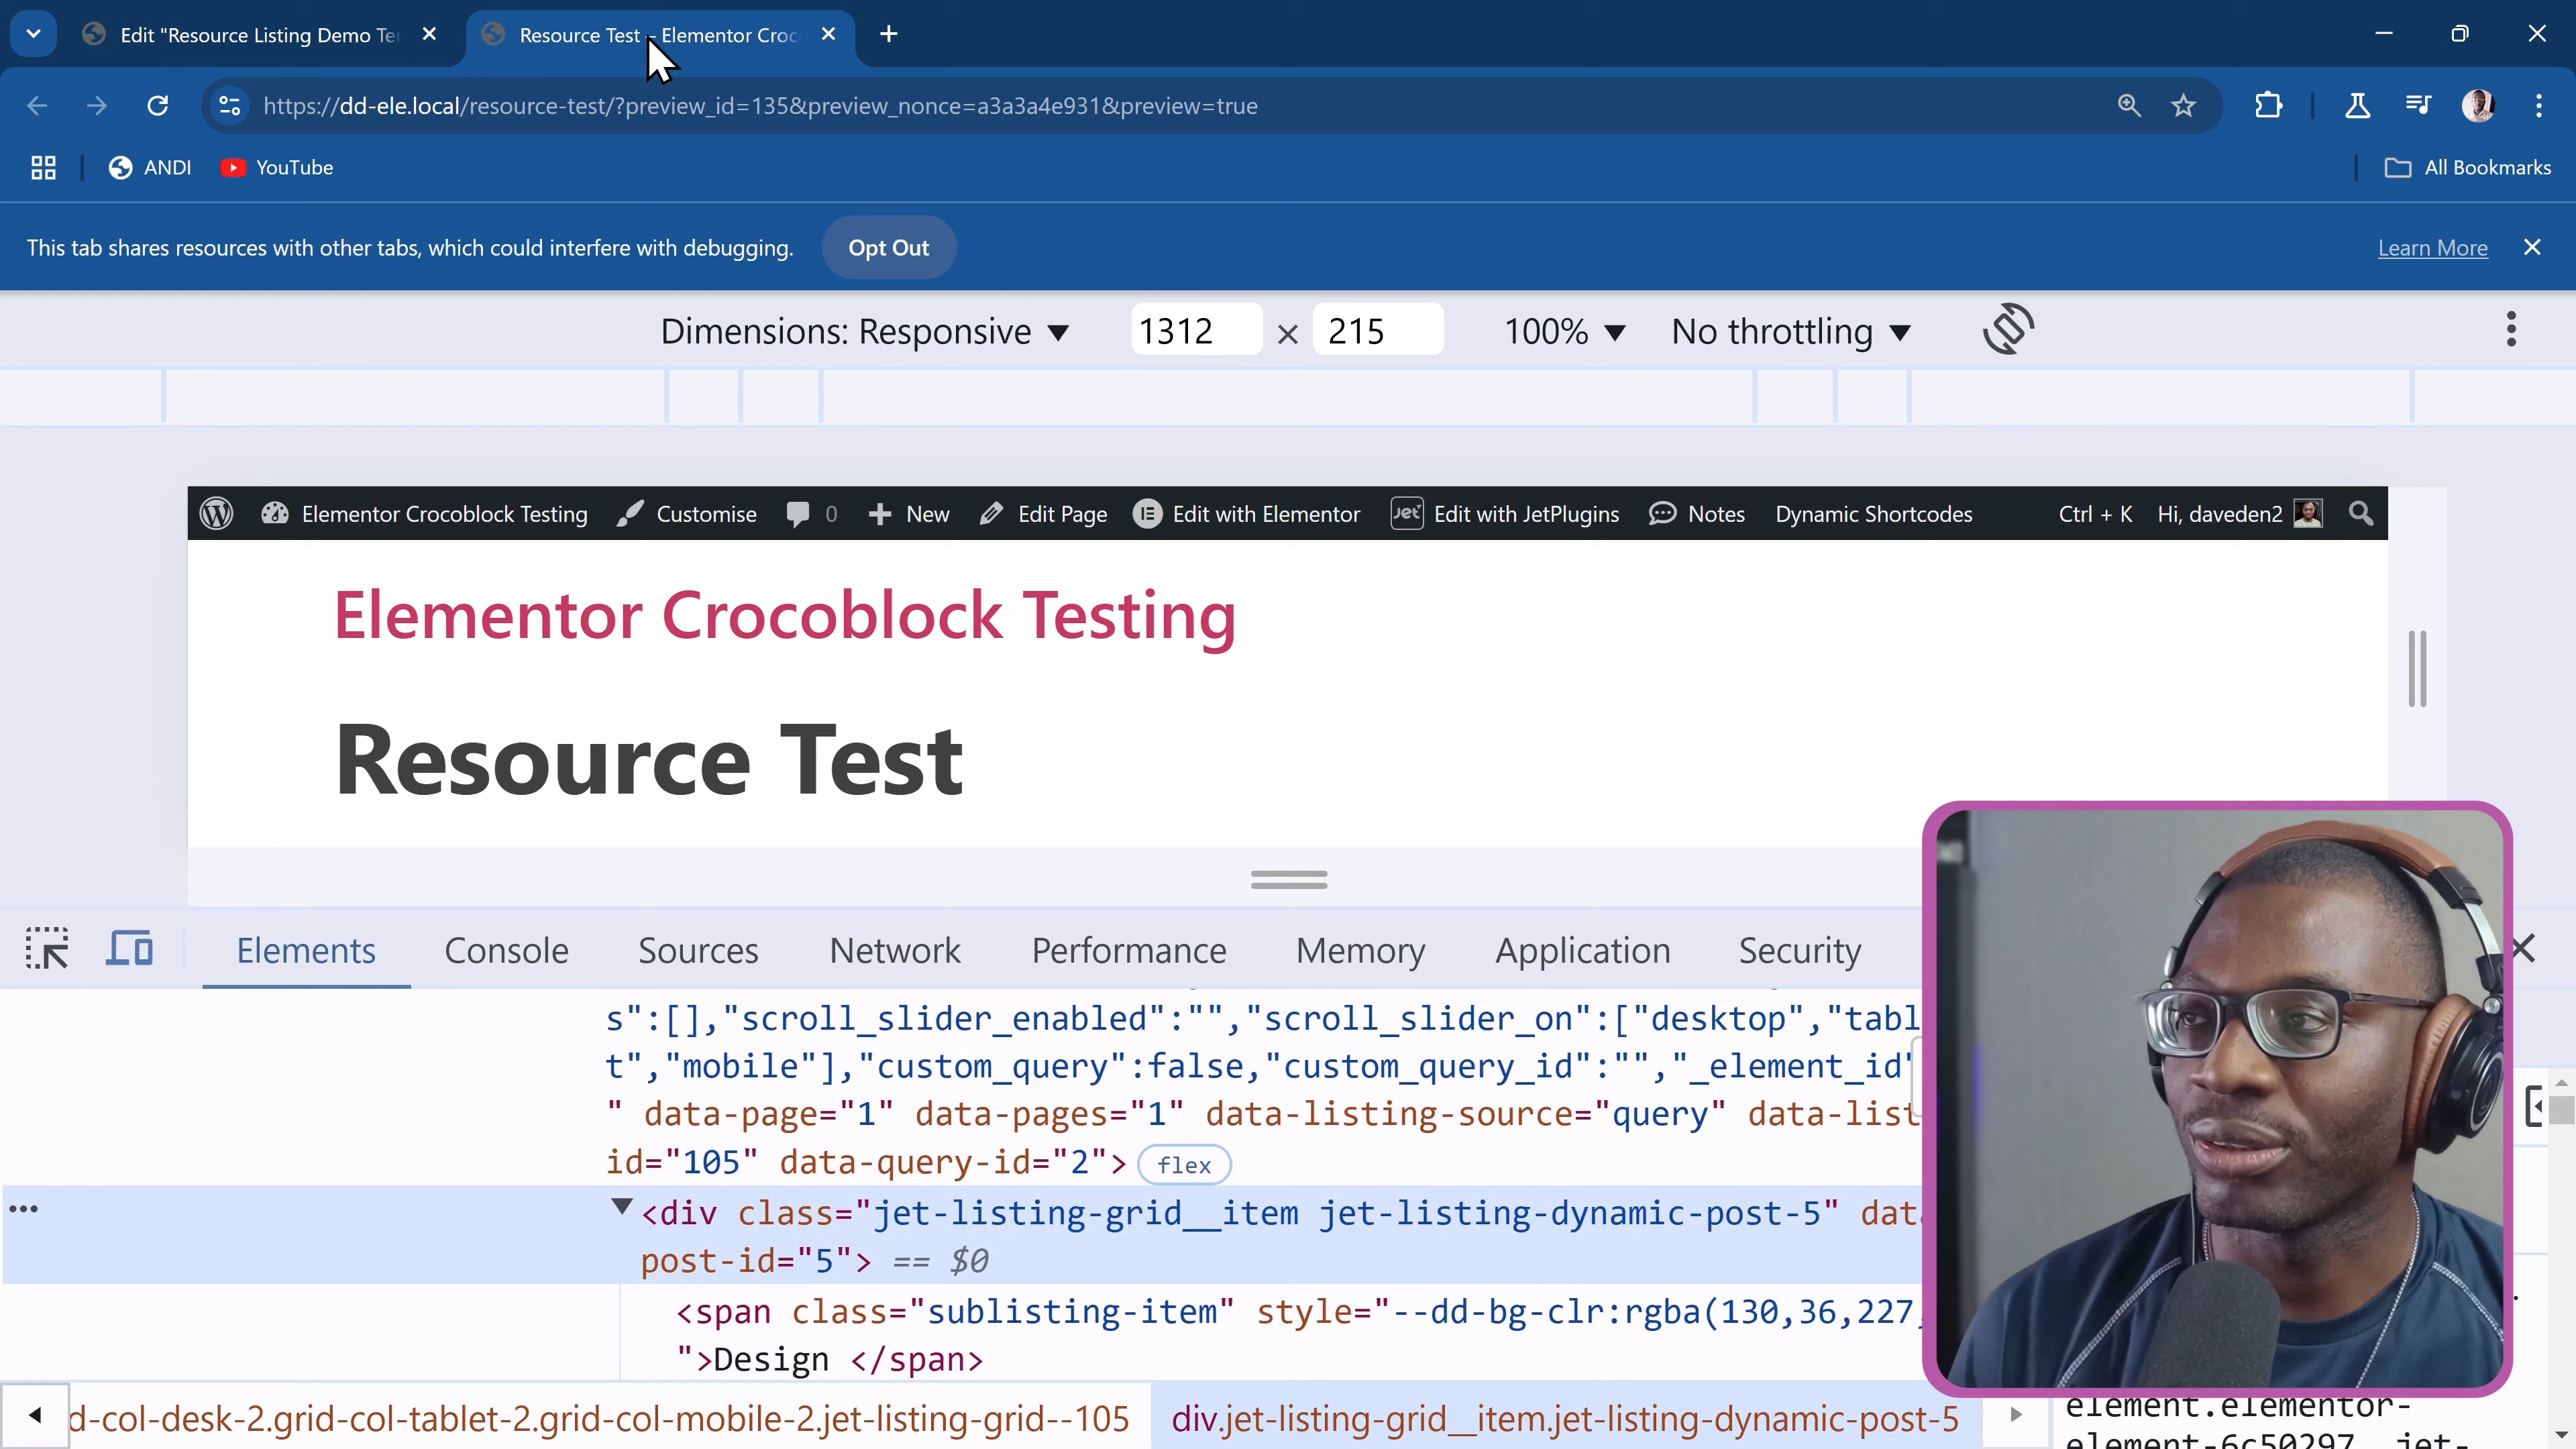 Edit "Resource Listing Demo Ter
Resource Test - Elementor Croc
https://dd-ele.local/resource-test/?preview_id=135&preview_nonce=a3a3a4e931&preview=true
ANDI YouTube All Bookmarks
This tab shares resources with other tabs, which could interfere with debugging. Opt Out Learn More
Dimensions: Responsive 1312 × 215 100% No throttling
Elementor Crocoblock Testing Customise 0 New Edit Page Edit with Elementor Jet Edit with JetPlugins Notes Dynamic Shortcodes Ctrl + K Hi, daveden2
Elementor Crocoblock Testing
Resource Test
Elements Console Sources Network Performance Memory Application Security
s":[],"scroll_slider_enabled":"","scroll_slider_on":["desktop","tabl
t","mobile"],"custom_query":false,"custom_query_id":"","_element_id"
" data-page="1" data-pages="1" data-listing-source="query" data-list
id="105" data-query-id="2"> flex
<div class="jet-listing-grid__item jet-listing-dynamic-post-5" dat
post-id="5"> == $0
<span class="sublisting-item" style="--dd-bg-clr:rgba(130,36,227,
">Design </span>
d-col-desk-2.grid-col-tablet-2.grid-col-mobile-2.jet-listing-grid--105 div.jet-listing-grid__item.jet-listing-dynamic-post-5
element.elementor-
element-6c50297 jet-